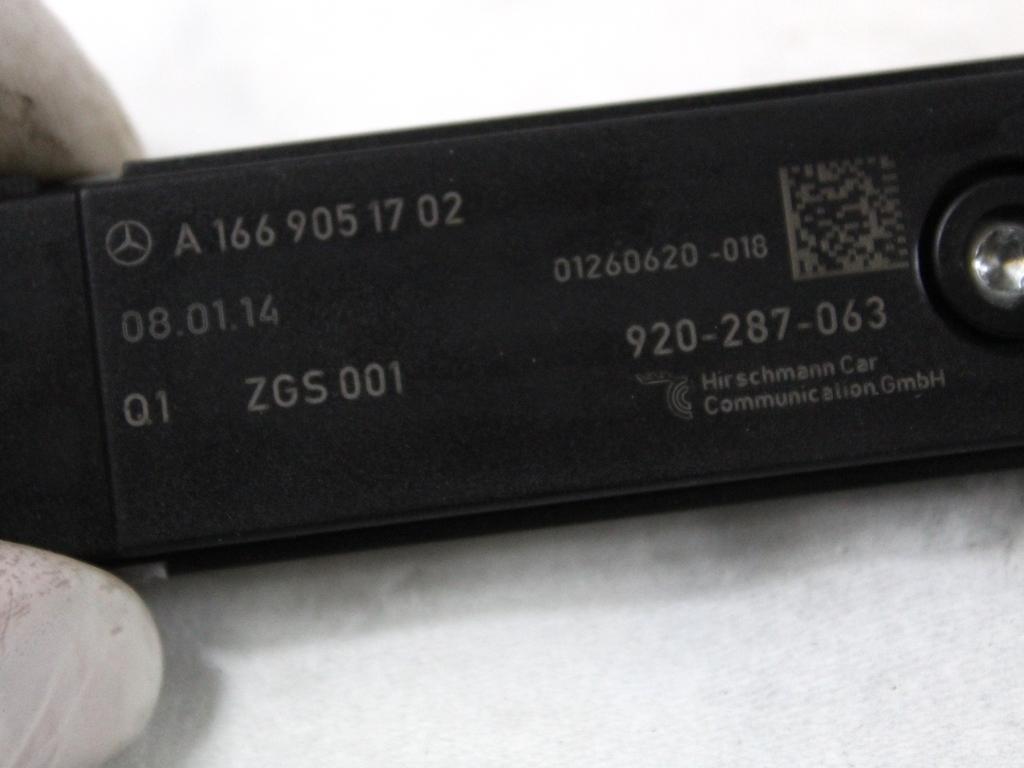 A 166 905 17 02
08.01.14
Q1 ZGS 001
01260620 -018
920-287-063
Hirschmann Car
Communication GmbH